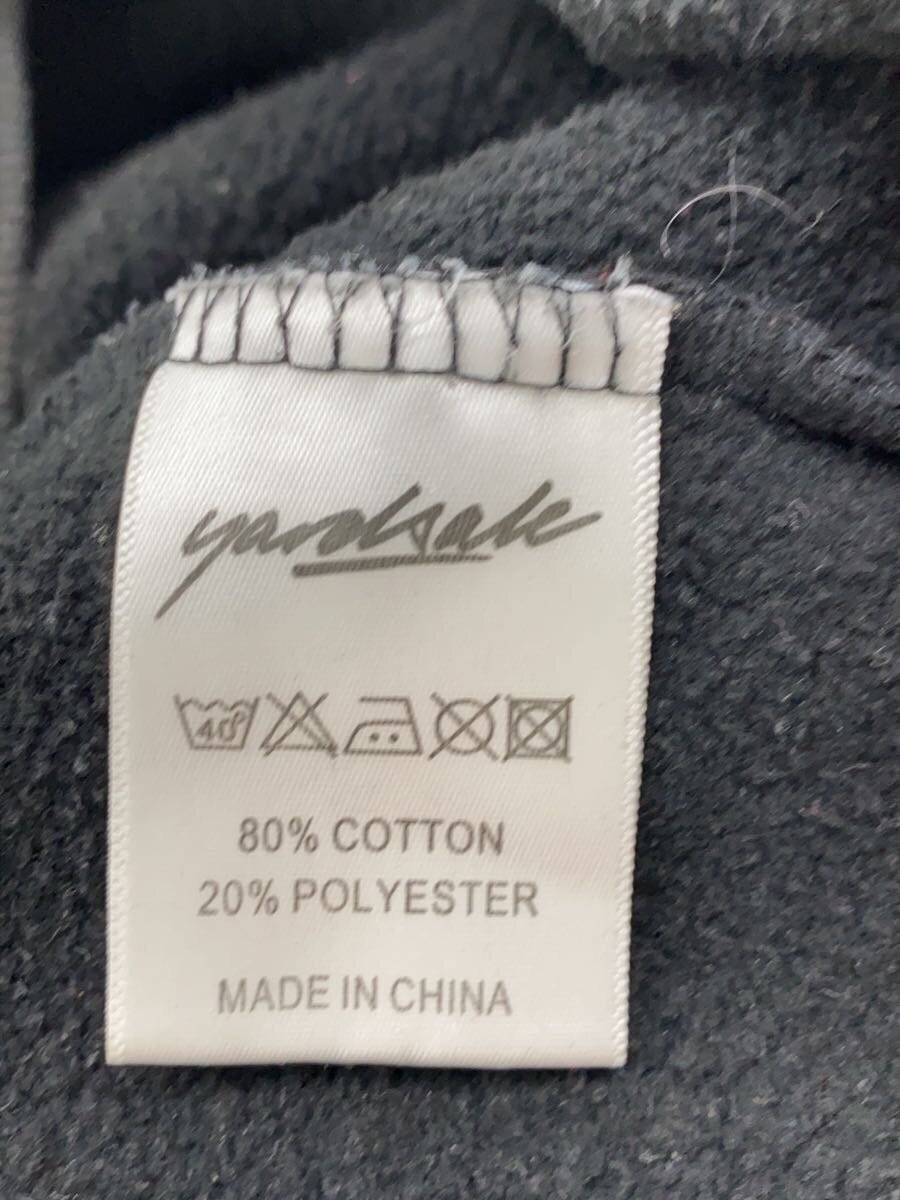 yardsale
40°
80% COTTON
20% POLYESTER
MADE IN CHINA